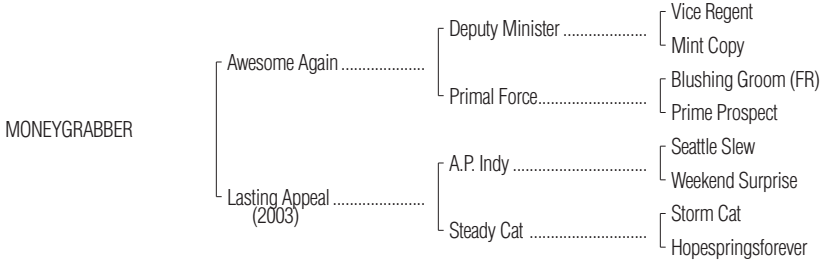 Vice Regent
Deputy Minister .....................
Mint Copy
Awesome Again .....................
Blushing Groom (FR)
Primal Force...........................
Prime Prospect
MONEYGRABBER
Seattle Slew
A.P. Indy .................................
Weekend Surprise
Lasting Appeal .......................
(2003)
Storm Cat
Steady Cat .............................
Hopespringsforever